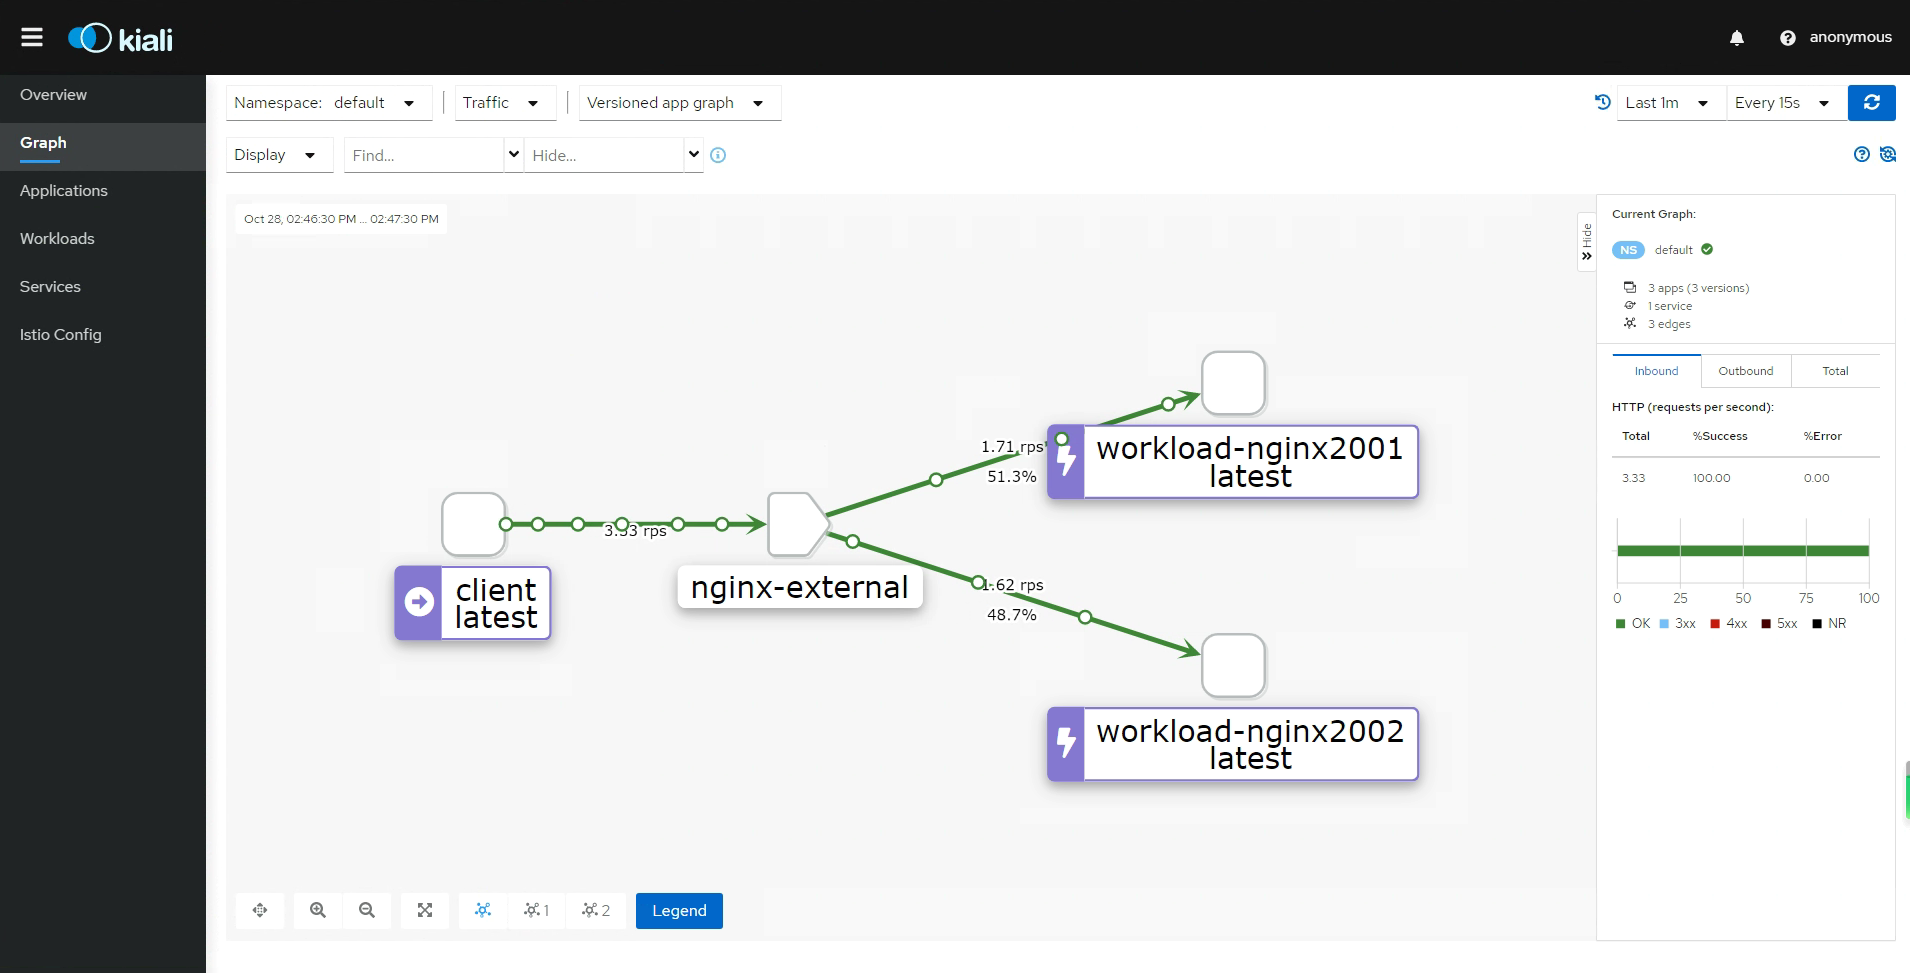 kiali
anonymous
Overview
Graph
Applications
Workloads
Services
Istio Config
Namespace: default
Traffic
Versioned app graph
Last 1m
Every 15s
Display
Find...
Hide...
Oct 28, 02:46:30 PM ... 02:47:30 PM
Hide
client
latest
3.33 rps
nginx-external
1.71 rps
51.3%
workload-nginx2001
latest
1.62 rps
48.7%
workload-nginx2002
latest
1
2
Legend
Current Graph:
NS default
3 apps (3 versions)
1 service
3 edges
Inbound Outbound Total
HTTP (requests per second):
Total %Success %Error
3.33 100.00 0.00
0 25 50 75 100
OK 3xx 4xx 5xx NR